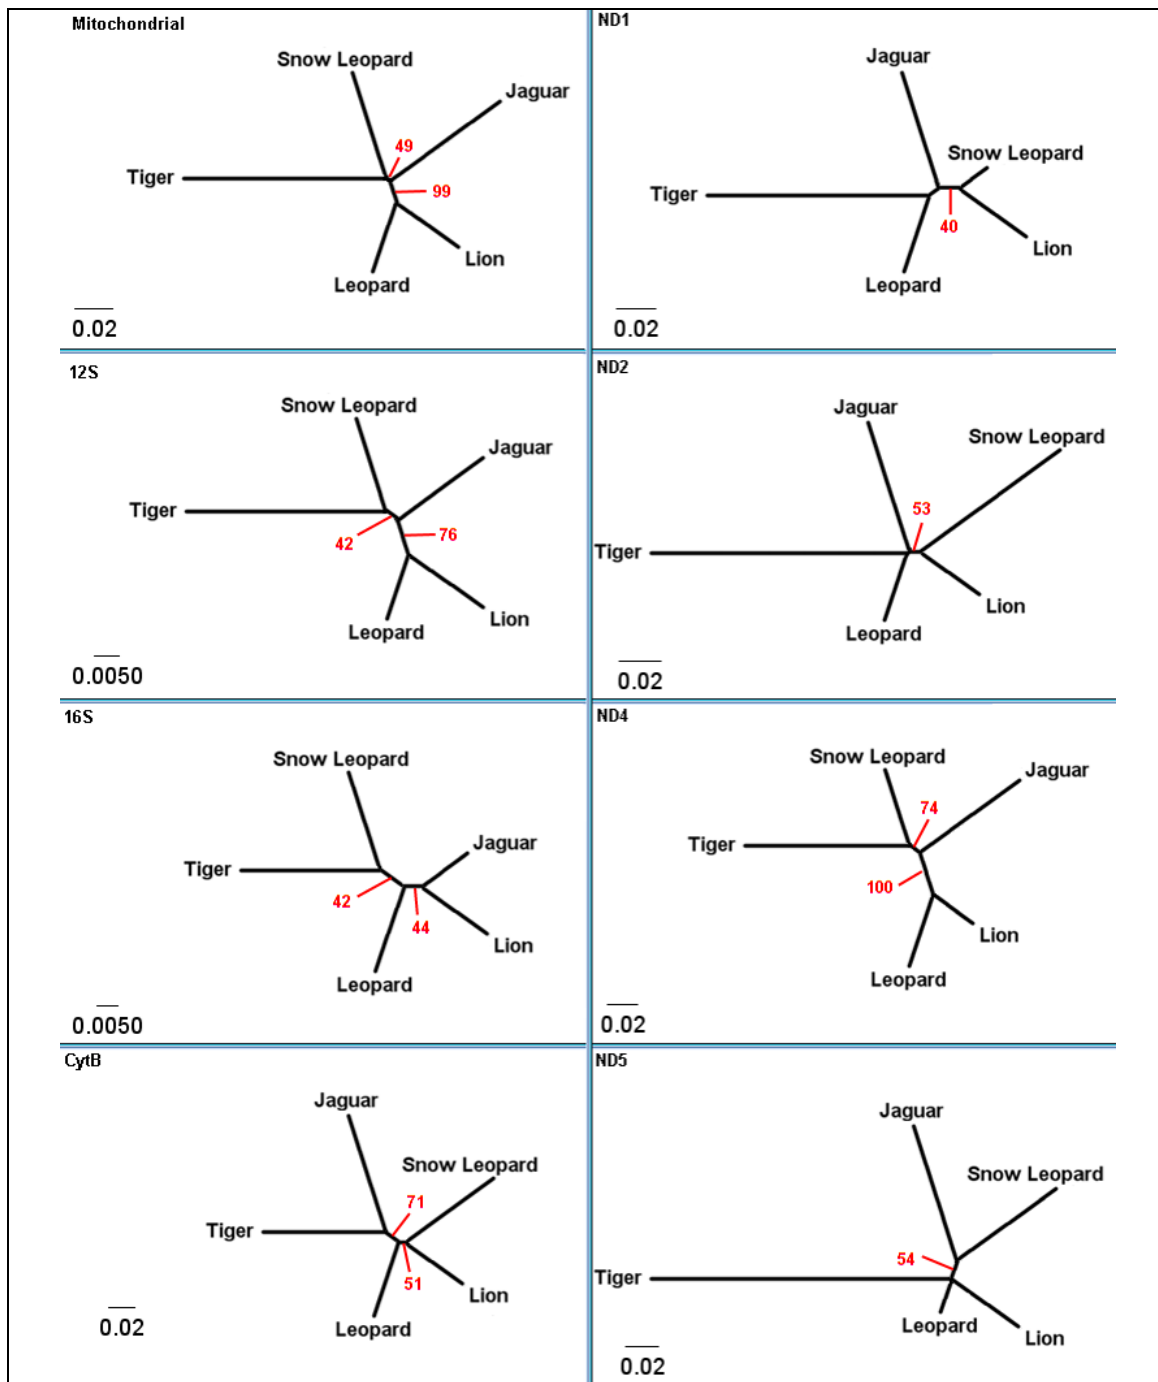 Mitochondrial
Snow Leopard
Jaguar
49
Tiger
99
Lion
Leopard
0.02
ND1
Jaguar
Snow Leopard
Tiger
40
Lion
Leopard
0.02
12S
Snow Leopard
Jaguar
Tiger
42
76
Lion
Leopard
0.0050
ND2
Jaguar
Snow Leopard
53
Tiger
Lion
Leopard
0.02
16S
Snow Leopard
Jaguar
Tiger
42
44
Lion
Leopard
0.0050
ND4
Snow Leopard
Jaguar
74
Tiger
100
Lion
Leopard
0.02
CytB
Jaguar
Snow Leopard
71
Tiger
51
Lion
Leopard
0.02
ND5
Jaguar
Snow Leopard
54
Tiger
Leopard
Lion
0.02